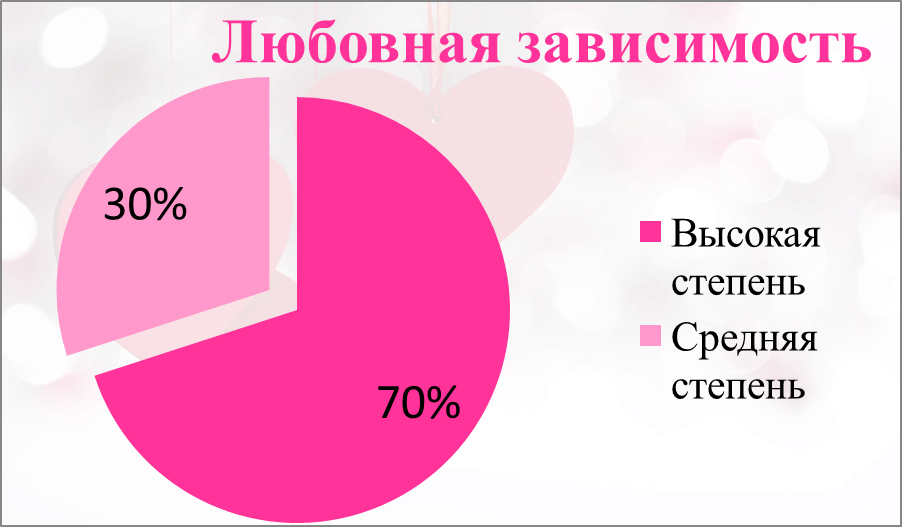 Любовная зависимость
30%
70%
Высокая
степень
Средняя
степень